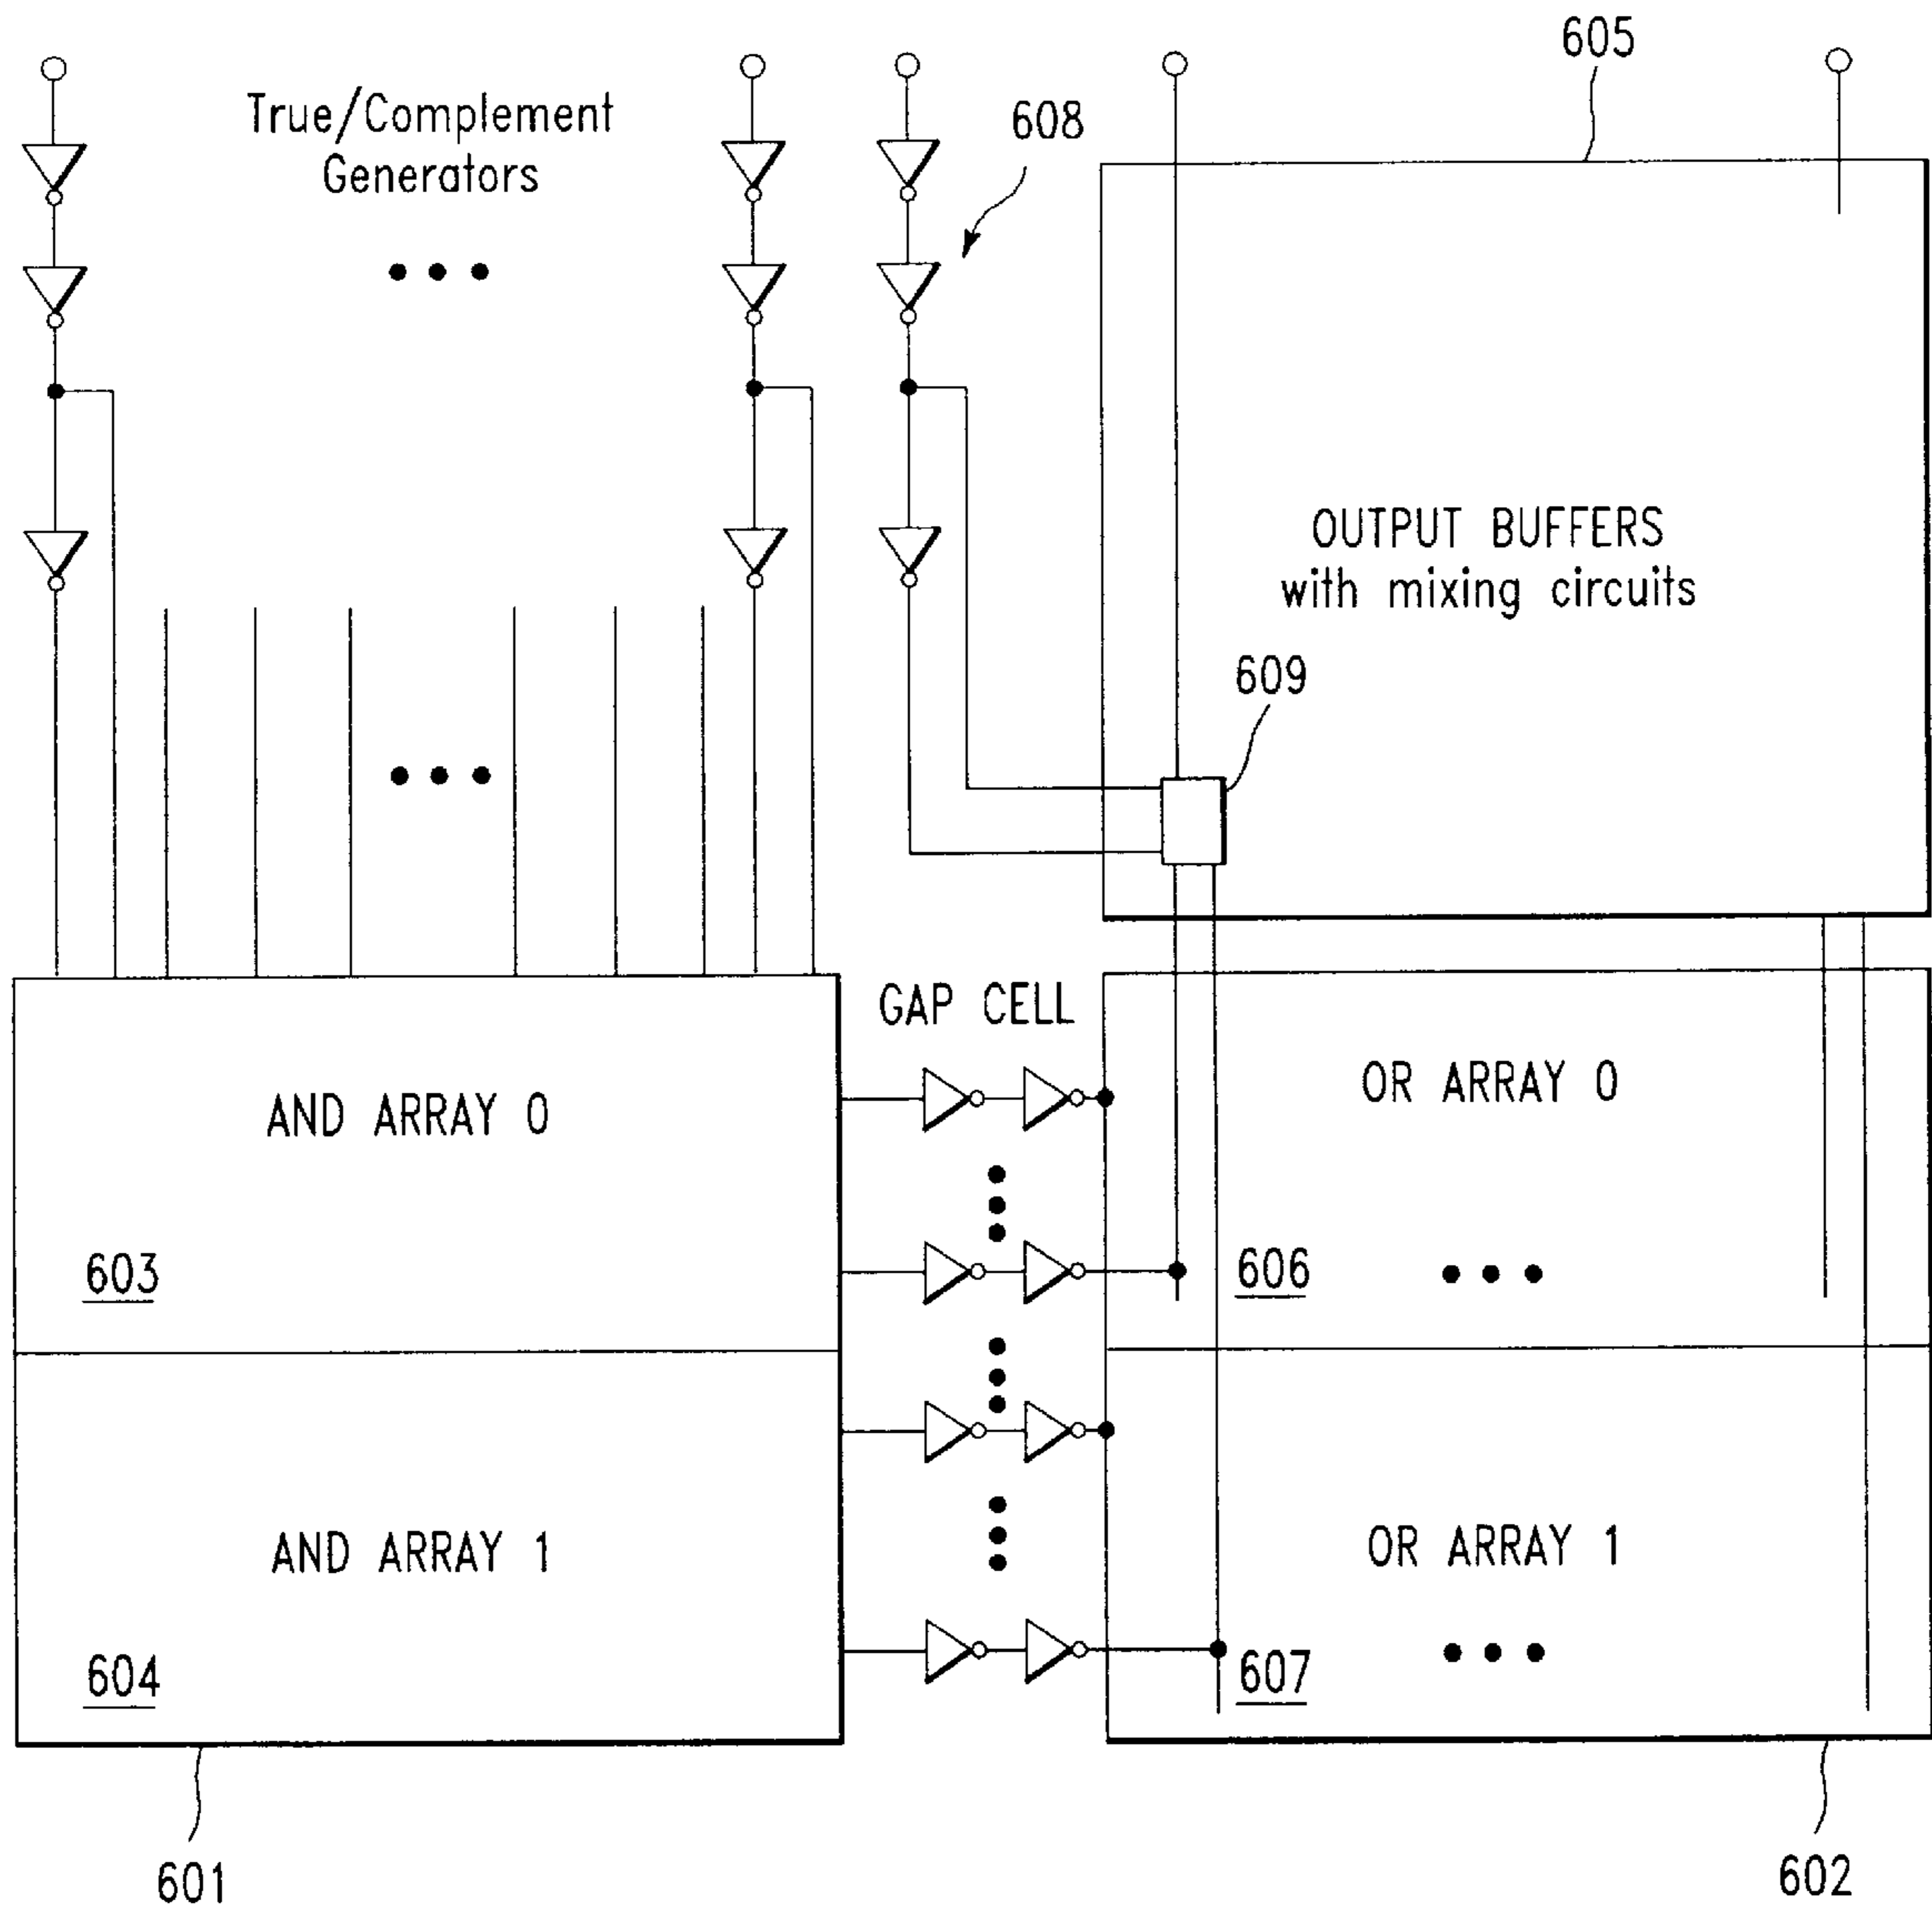 605
True/Complement
Generators
608
OUTPUT BUFFERS
with mixing circuits
609
GAP CELL
AND ARRAY 0
OR ARRAY 0
603
606
AND ARRAY 1
OR ARRAY 1
604
607
601
602